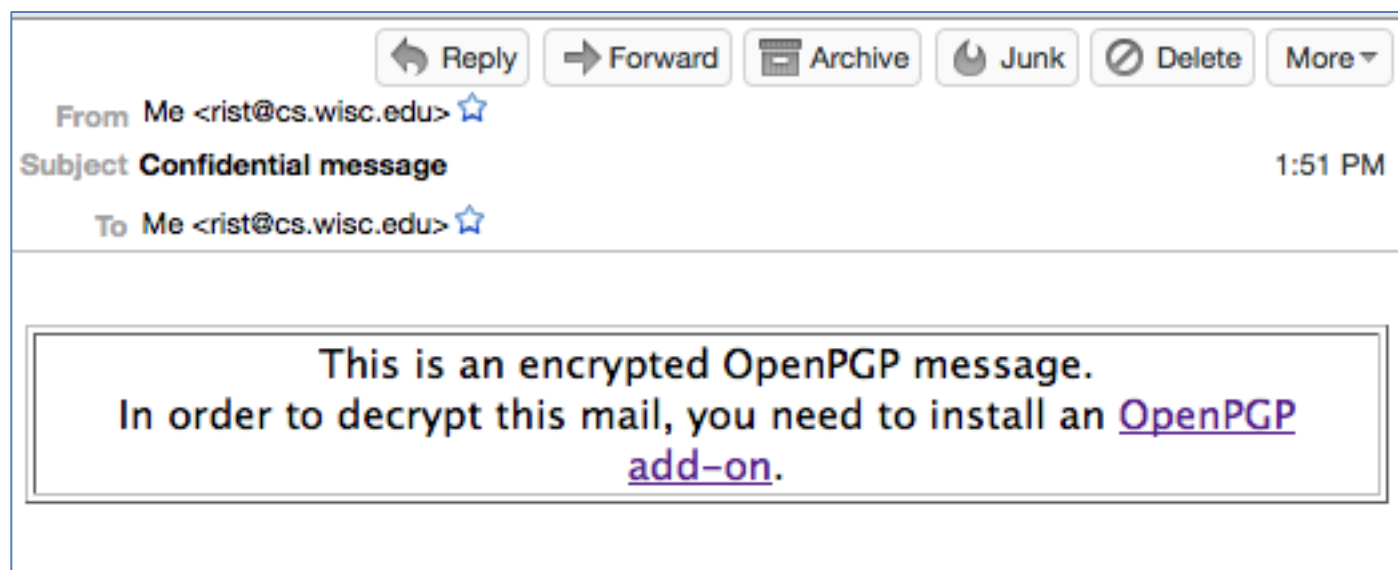 Reply Forward Archive Junk Delete More
From Me <rist@cs.wisc.edu>
Subject Confidential message 1:51 PM
To Me <rist@cs.wisc.edu>
This is an encrypted OpenPGP message.
In order to decrypt this mail, you need to install an OpenPGP
add-on.